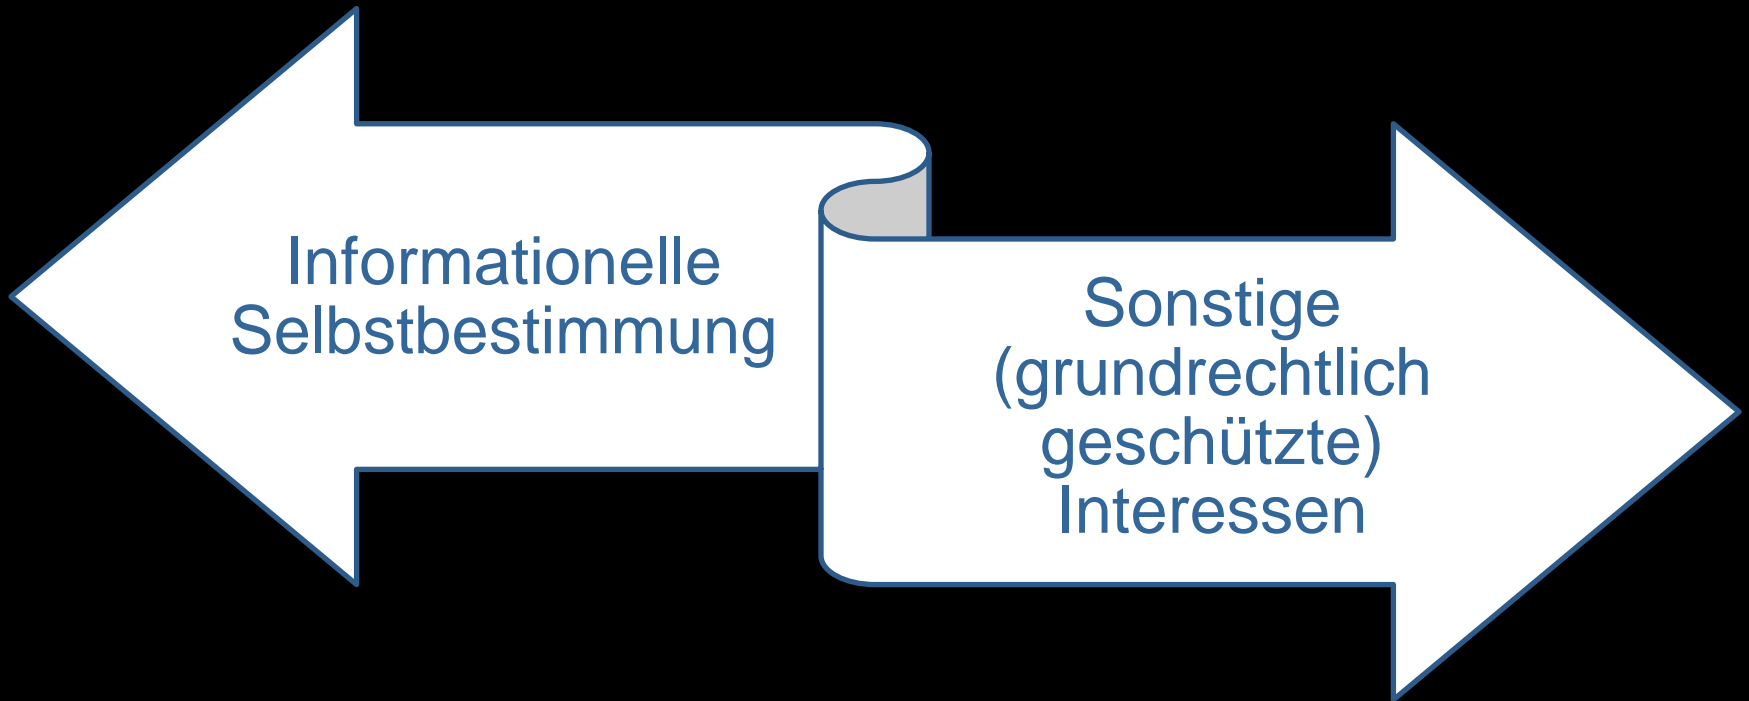 Informationelle
Selbstbestimmung
Sonstige
(grundrechtlich
geschützte)
Interessen